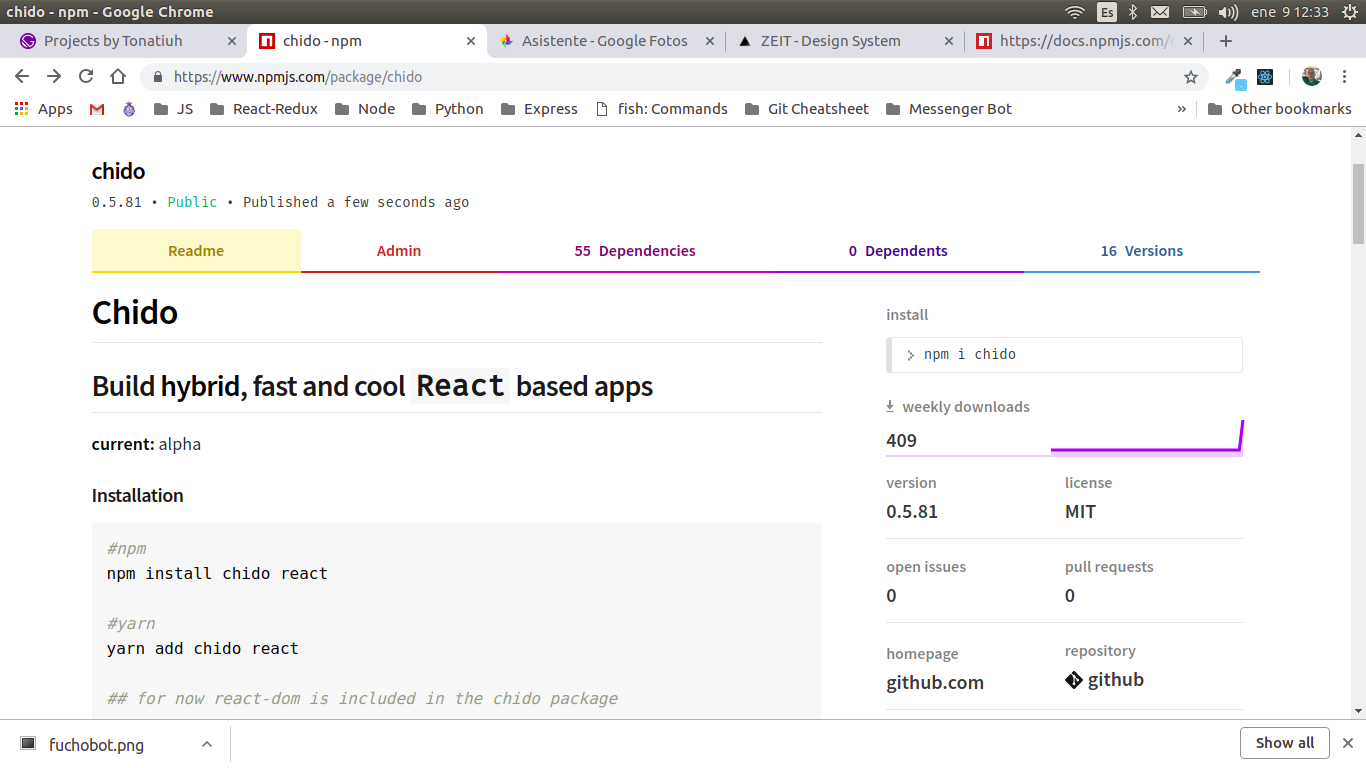 chido - npm - Google Chrome
Es
ene 9 12:33
Projects by Tonatiuh
chido - npm
Asistente - Google Fotos
ZEIT - Design System
https://docs.npmjs.com/
https://www.npmjs.com/package/chido
Apps
JS
React-Redux
Node
Python
Express
fish: Commands
Git Cheatsheet
Messenger Bot
»
Other bookmarks
chido
0.5.81 • Public • Published a few seconds ago
Readme
Admin
55 Dependencies
0 Dependents
16 Versions
Chido
Build hybrid, fast and cool React based apps
current: alpha
Installation
#npm
npm install chido react
#yarn
yarn add chido react
## for now react-dom is included in the chido package
install
npm i chido
weekly downloads
409
version
license
0.5.81
MIT
open issues
pull requests
0
0
homepage
repository
github.com
github
fuchobot.png
Show all